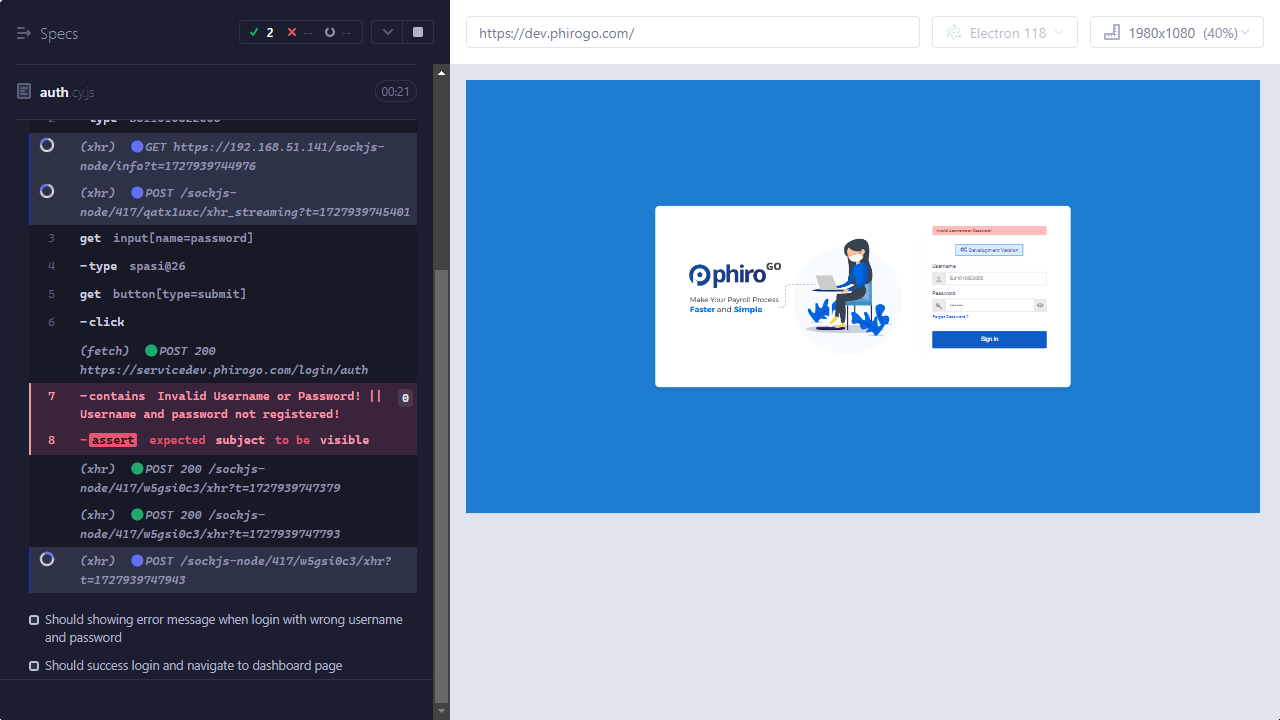 Specs
2
--
--
auth.cy.js
00:21
(xhr) GET https://192.168.51.141/sockjs-
node/info?t=1727939744976
(xhr) POST /sockjs-
node/417/qatx1uxc/xhr_streaming?t=1727939745401
3 get input[name=password]
4 -type spasi@26
5 get button[type=submit]
6 -click
(fetch) POST 200
https://servicedev.phirogo.com/login/auth
7 -contains Invalid Username or Password! || 0
Username and password not registered!
8 -assert expected subject to be visible
(xhr) POST 200 /sockjs-
node/417/w5gsi0c3/xhr?t=1727939747379
(xhr) POST 200 /sockjs-
node/417/w5gsi0c3/xhr?t=1727939747793
(xhr) POST /sockjs-node/417/w5gsi0c3/xhr?
t=1727939747943
Should showing error message when login with wrong username
and password
Should success login and navigate to dashboard page
https://dev.phirogo.com/
Electron 118
1980x1080 (40%)
phiro GO
Make Your Payroll Process
Faster and Simple
Invalid Username or Password!
Development Version
Username
Password
Forgot Password ?
Sign In